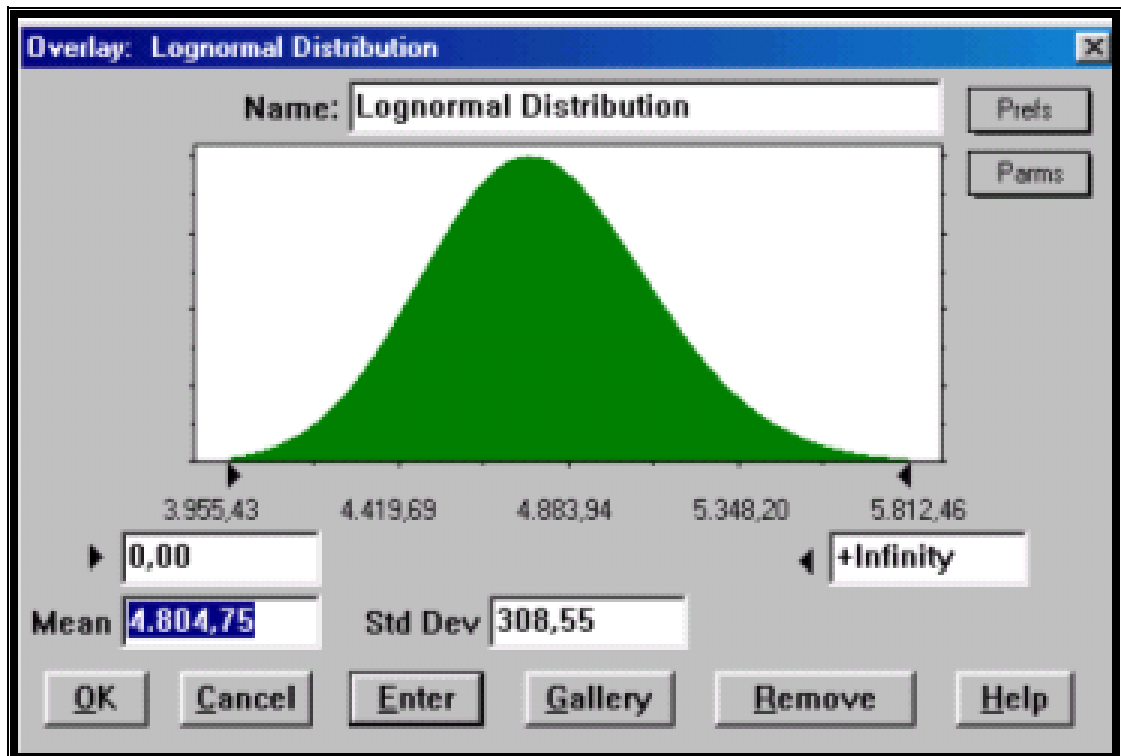 Overlay: Lognormal Distribution
Name: Lognormal Distribution
Prefs
Parms
3.955,43 4.419,69 4.883,94 5.348,20 5.812,46
0,00 +Infinity
Mean 4.804,75 Std Dev 308,55
OK Cancel Enter Gallery Remove Help